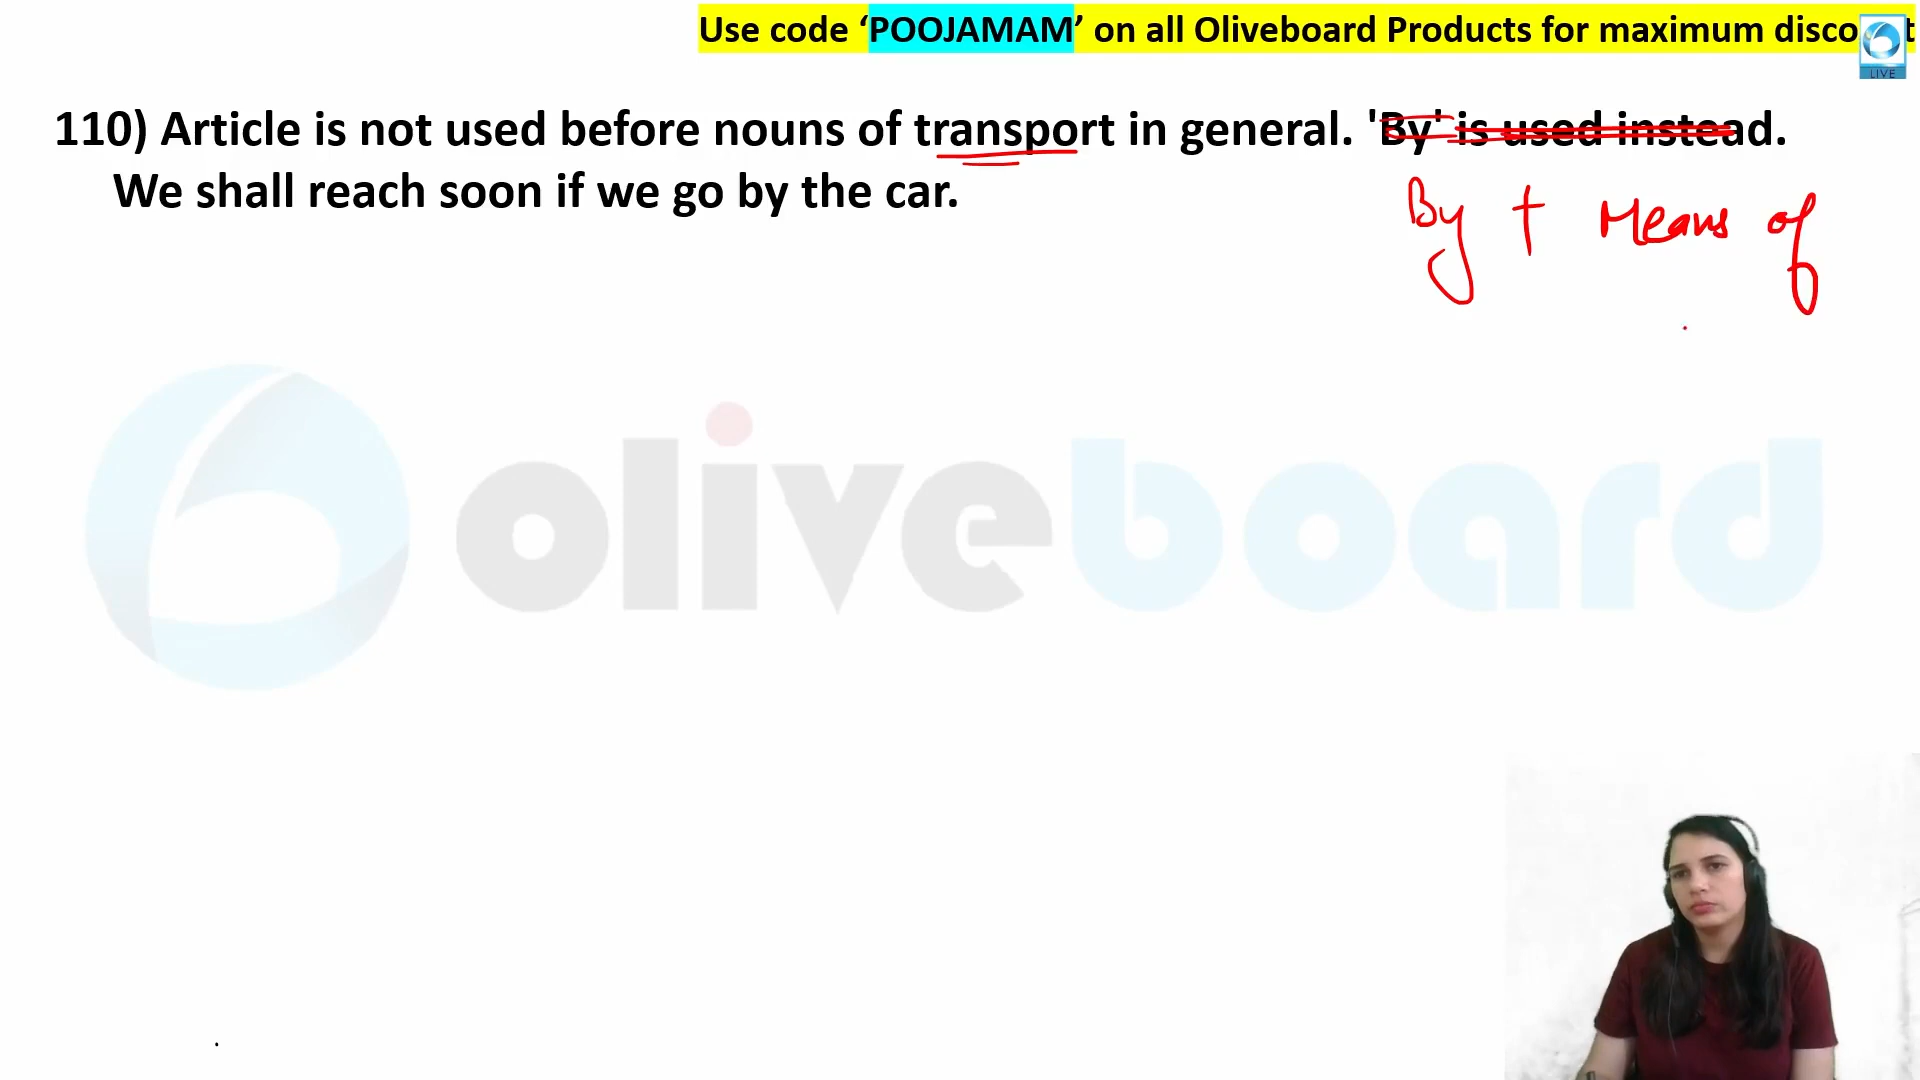 Use code ‘POOJAMAM’ on all Oliveboard Products for maximum disco t
LIVE
110) Article is not used before nouns of transport in general. 'By' is used instead.
We shall reach soon if we go by the car.
By + Means of
oliveboard